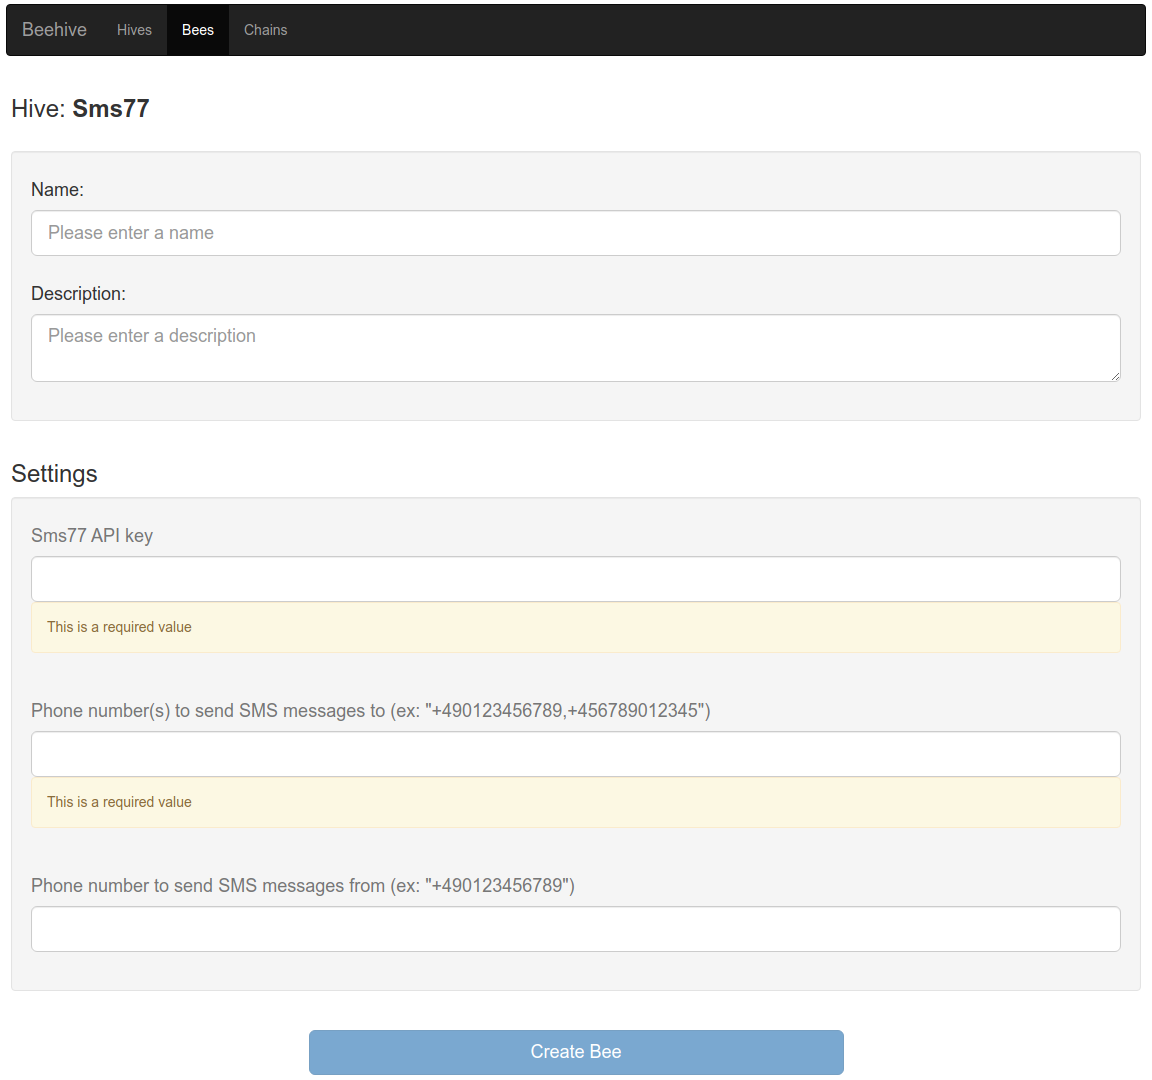 Beehive Hives Bees Chains
Hive: Sms77
Name:
Please enter a name
Description:
Please enter a description
Settings
Sms77 API key
This is a required value
Phone number(s) to send SMS messages to (ex: "+490123456789,+456789012345")
This is a required value
Phone number to send SMS messages from (ex: "+490123456789")
Create Bee